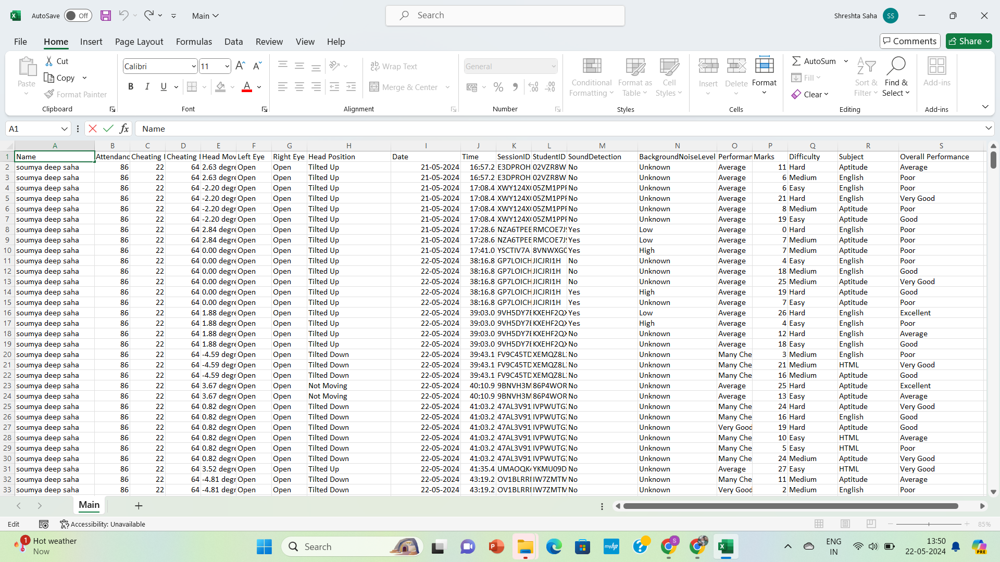 AutoSave Off Main Search Shreshta Saha SS
File Home Insert Page Layout Formulas Data Review View Help Comments Share
Paste Cut Copy Format Painter Clipboard
Calibri 11 B I U A Font
Wrap Text Merge & Center Alignment
General % Number
Conditional Formatting Format as Table Cell Styles Styles
Insert Delete Format Cells
AutoSum Fill Clear Sort & Filter Find & Select Editing
Add-ins Add-ins
A1 fx Name
A B C D E F G H I J K L M N O P Q R S
1 Name Attendanc Cheating I Cheating I Head Mov Left Eye Right Eye Head Position Date Time SessionID StudentID SoundDetection BackgroundNoiseLevel Performan Marks Difficulty Subject Overall Performance
2 soumya deep saha 86 22 64 2.63 degre Open Open Tilted Up 21-05-2024 16:57.2 E3DPROH 02VZR8W No Unknown Average 11 Hard Aptitude Average
3 soumya deep saha 86 22 64 2.63 degre Open Open Tilted Up 21-05-2024 16:57.2 E3DPROH 02VZR8W No Unknown Average 6 Medium English Poor
4 soumya deep saha 86 22 64 -2.20 degr Open Open Tilted Up 21-05-2024 17:08.4 XWY124X 05ZM1PP No Unknown Average 6 Easy English Poor
5 soumya deep saha 86 22 64 -2.20 degr Open Open Tilted Up 21-05-2024 17:08.4 XWY124X 05ZM1PP No Unknown Average 21 Hard English Very Good
6 soumya deep saha 86 22 64 -2.20 degr Open Open Tilted Up 21-05-2024 17:08.4 XWY124X 05ZM1PP No Unknown Average 8 Medium Aptitude Poor
7 soumya deep saha 86 22 64 -2.20 degr Open Open Tilted Up 21-05-2024 17:08.4 XWY124X 05ZM1PP No Unknown Average 19 Easy Aptitude Good
8 soumya deep saha 86 22 64 2.84 degre Open Open Tilted Up 21-05-2024 17:28.6 NZA6TPEE RMCOE7J Yes Low Average 0 Hard English Poor
9 soumya deep saha 86 22 64 2.84 degre Open Open Tilted Up 21-05-2024 17:28.6 NZA6TPEE RMCOE7J Yes Low Average 7 Medium Aptitude Poor
10 soumya deep saha 86 22 64 0.00 degre Open Open Tilted Up 21-05-2024 17:41.0 YSCTIV7A 8VNWXG0 Yes High Average 7 Medium Aptitude Poor
11 soumya deep saha 86 22 64 0.00 degre Open Open Tilted Up 22-05-2024 38:16.8 GP7LOICH JICJRI1H No Unknown Average 4 Easy English Poor
12 soumya deep saha 86 22 64 0.00 degre Open Open Tilted Up 22-05-2024 38:16.8 GP7LOICH JICJRI1H No Unknown Average 18 Medium English Good
13 soumya deep saha 86 22 64 0.00 degre Open Open Tilted Up 22-05-2024 38:16.8 GP7LOICH JICJRI1H No Unknown Average 25 Medium Aptitude Very Good
14 soumya deep saha 86 22 64 0.00 degre Open Open Tilted Up 22-05-2024 38:16.8 GP7LOICH JICJRI1H Yes High Average 19 Hard Aptitude Good
15 soumya deep saha 86 22 64 0.00 degre Open Open Tilted Up 22-05-2024 38:16.8 GP7LOICH JICJRI1H Yes Unknown Average 7 Easy Aptitude Poor
16 soumya deep saha 86 22 64 1.88 degre Open Open Tilted Up 22-05-2024 39:03.0 9VH5DY7E KXEHF2QX Yes Low Average 26 Hard English Excellent
17 soumya deep saha 86 22 64 1.88 degre Open Open Tilted Up 22-05-2024 39:03.0 9VH5DY7E KXEHF2QX Yes High Average 4 Easy English Poor
18 soumya deep saha 86 22 64 1.88 degre Open Open Tilted Up 22-05-2024 39:03.0 9VH5DY7E KXEHF2QX No Unknown Average 12 Hard English Average
19 soumya deep saha 86 22 64 1.88 degre Open Open Tilted Up 22-05-2024 39:03.0 9VH5DY7E KXEHF2QX No Unknown Average 18 Easy English Good
20 soumya deep saha 86 22 64 -4.59 degr Open Open Tilted Down 22-05-2024 39:43.1 FV9C45TD XEMQZ8L No Unknown Many Che 3 Medium English Poor
21 soumya deep saha 86 22 64 -4.59 degr Open Open Tilted Down 22-05-2024 39:43.1 FV9C45TD XEMQZ8L No Unknown Many Che 21 Medium HTML Very Good
22 soumya deep saha 86 22 64 -4.59 degr Open Open Tilted Down 22-05-2024 39:43.1 FV9C45TD XEMQZ8L No Unknown Many Che 16 Medium Aptitude Good
23 soumya deep saha 86 22 64 3.67 degre Open Open Not Moving 22-05-2024 40:10.9 9BNVH3M 86P4WOR No Unknown Average 25 Hard Aptitude Excellent
24 soumya deep saha 86 22 64 3.67 degre Open Open Not Moving 22-05-2024 40:10.9 9BNVH3M 86P4WOR No Unknown Average 13 Easy Aptitude Average
25 soumya deep saha 86 22 64 0.82 degre Open Open Tilted Down 22-05-2024 41:03.2 47AL3V91 IVPWUTG No Unknown Many Che 24 Hard Aptitude Very Good
26 soumya deep saha 86 22 64 0.82 degre Open Open Tilted Down 22-05-2024 41:03.2 47AL3V91 IVPWUTG No Unknown Many Che 16 Hard English Good
27 soumya deep saha 86 22 64 0.82 degre Open Open Tilted Down 22-05-2024 41:03.2 47AL3V91 IVPWUTG No Unknown Very Good 19 Hard Aptitude Good
28 soumya deep saha 86 22 64 0.82 degre Open Open Tilted Down 22-05-2024 41:03.2 47AL3V91 IVPWUTG No Unknown Many Che 10 Easy HTML Average
29 soumya deep saha 86 22 64 0.82 degre Open Open Tilted Down 22-05-2024 41:03.2 47AL3V91 IVPWUTG No Unknown Many Che 5 Easy HTML Poor
30 soumya deep saha 86 22 64 0.82 degre Open Open Tilted Down 22-05-2024 41:03.2 47AL3V91 IVPWUTG No Unknown Many Che 24 Medium Aptitude Very Good
31 soumya deep saha 86 22 64 3.52 degre Open Open Tilted Up 22-05-2024 41:35.4 UMAOQK YKMU09D No Unknown Average 27 Easy HTML Very Good
32 soumya deep saha 86 22 64 -4.81 degr Open Open Tilted Down 22-05-2024 43:19.2 OV1BLRR IW7ZMTM No Unknown Many Che 11 Medium Aptitude Average
33 soumya deep saha 86 22 64 -4.81 degr Open Open Tilted Down 22-05-2024 43:19.2 OV1BLRR IW7ZMTM No Unknown Very Good 2 Medium English Poor
Main
Edit Accessibility: Unavailable 85%
1 Hot weather Now Search myhp S ENG IN 13:50 22-05-2024 PRE